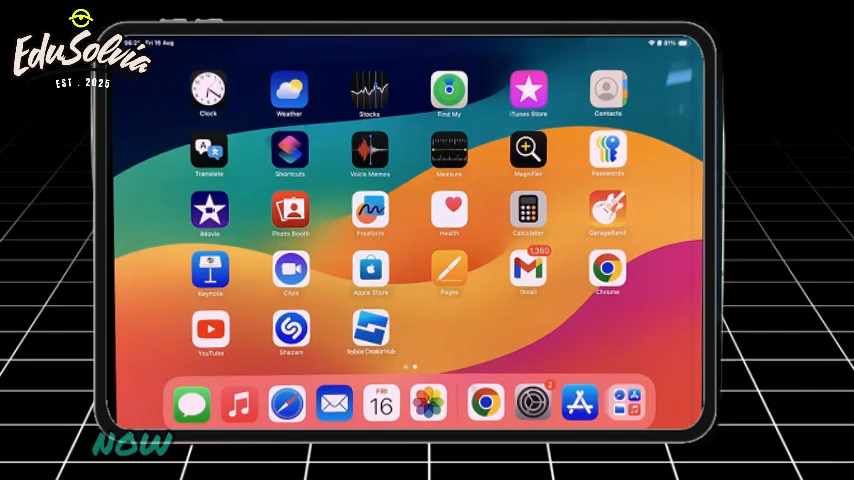 EduSolvia
EST . 2025
Fri 16 Aug
51%
Clock
Weather
Stocks
Find My
iTunes Store
Contacts
Translate
Shortcuts
Voice Memos
Measure
Magnifier
Passwords
iMovie
Photo Booth
Freeform
Health
Calculator
GarageBand
Keynote
Clips
Apple Store
Pages
1,360
Gmail
Chrome
YouTube
Shazam
FRI
16
2
NOW